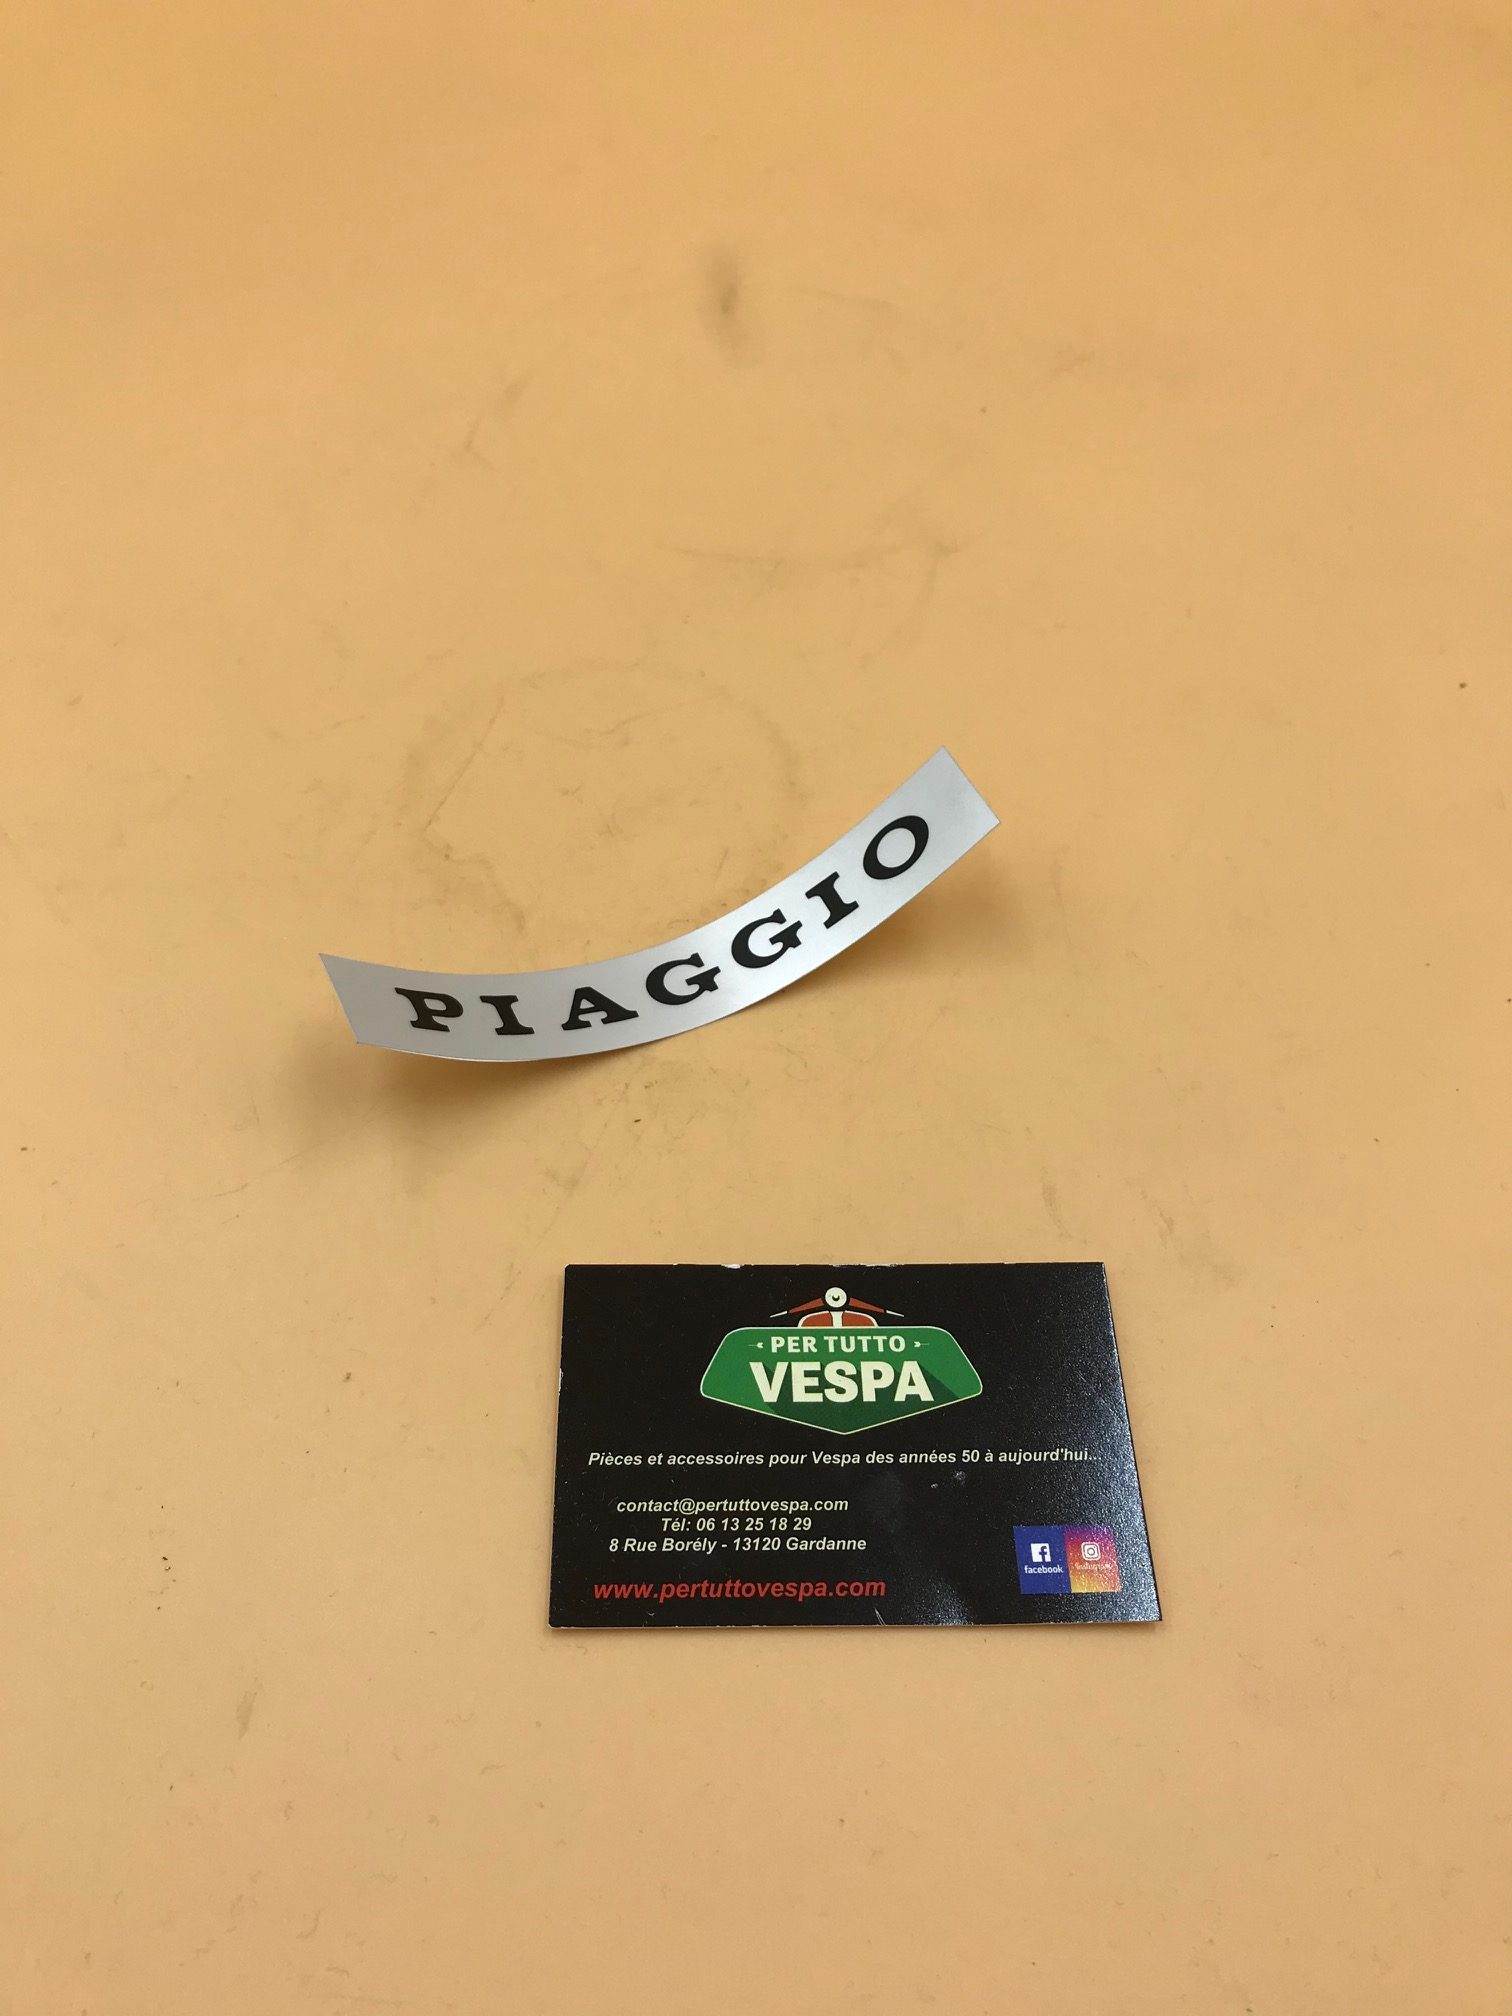 PIAGGIO
PER TUTTO
VESPA
Pièces et accessoires pour Vespa des années 50 à aujourd'hui...
contact@pertuttovespa.com
Tél: 06 13 25 18 29
8 Rue Borély - 13120 Gardanne
www.pertuttovespa.com
facebook
Instagram